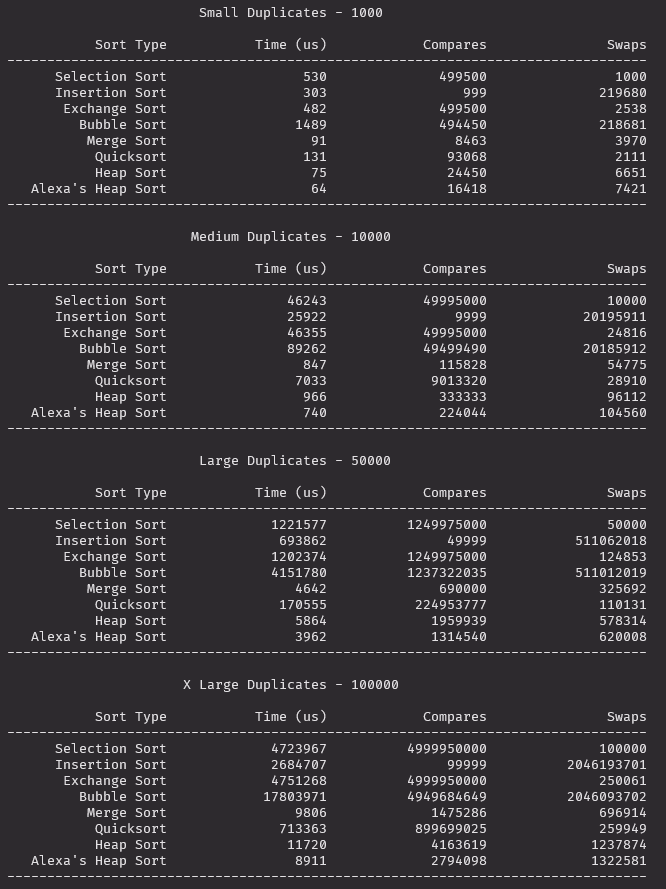 Small Duplicates - 1000
Sort Type Time (us) Compares Swaps
--------------------------------------------------------------------------------
Selection Sort 530 499500 1000
Insertion Sort 303 999 219680
Exchange Sort 482 499500 2538
Bubble Sort 1489 494450 218681
Merge Sort 91 8463 3970
Quicksort 131 93068 2111
Heap Sort 75 24450 6651
Alexa's Heap Sort 64 16418 7421
--------------------------------------------------------------------------------
Medium Duplicates - 10000
Sort Type Time (us) Compares Swaps
--------------------------------------------------------------------------------
Selection Sort 46243 49995000 10000
Insertion Sort 25922 9999 20195911
Exchange Sort 46355 49995000 24816
Bubble Sort 89262 49499490 20185912
Merge Sort 847 115828 54775
Quicksort 7033 9013320 28910
Heap Sort 966 333333 96112
Alexa's Heap Sort 740 224044 104560
--------------------------------------------------------------------------------
Large Duplicates - 50000
Sort Type Time (us) Compares Swaps
--------------------------------------------------------------------------------
Selection Sort 1221577 1249975000 50000
Insertion Sort 693862 49999 511062018
Exchange Sort 1202374 1249975000 124853
Bubble Sort 4151780 1237322035 511012019
Merge Sort 4642 690000 325692
Quicksort 170555 224953777 110131
Heap Sort 5864 1959939 578314
Alexa's Heap Sort 3962 1314540 620008
--------------------------------------------------------------------------------
X Large Duplicates - 100000
Sort Type Time (us) Compares Swaps
--------------------------------------------------------------------------------
Selection Sort 4723967 4999950000 100000
Insertion Sort 2684707 99999 2046193701
Exchange Sort 4751268 4999950000 250061
Bubble Sort 17803971 4949684649 2046093702
Merge Sort 9806 1475286 696914
Quicksort 713363 899699025 259949
Heap Sort 11720 4163619 1237874
Alexa's Heap Sort 8911 2794098 1322581
--------------------------------------------------------------------------------